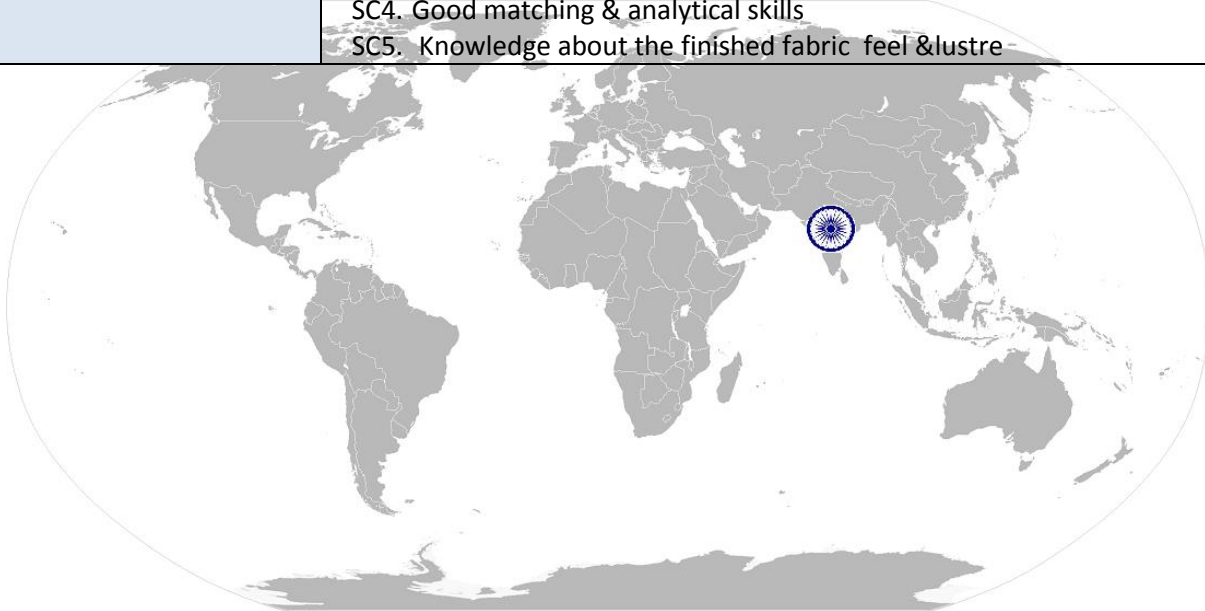 SC4. Good matching & analytical skills
SC5. Knowledge about the finished fabric feel &lustre